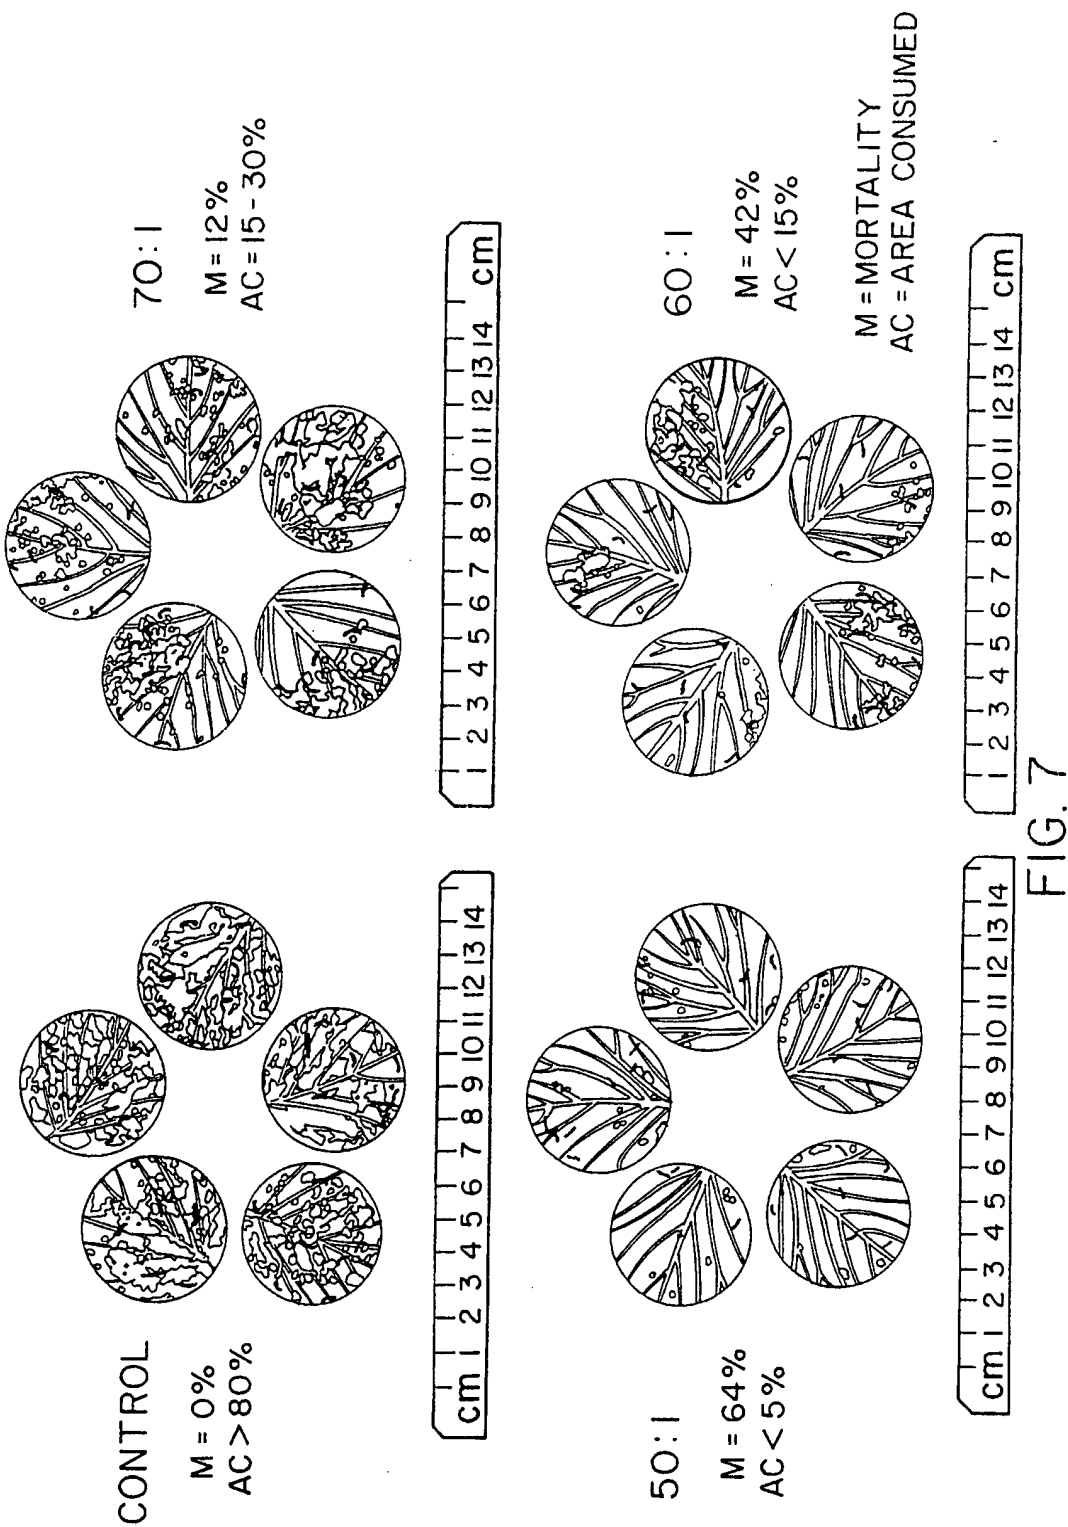 CONTROL
M = 0%
AC > 80%
cm 1 2 3 4 5 6 7 8 9 10 11 12 13 14
70:1
M = 12%
AC = 15-30%
1 2 3 4 5 6 7 8 9 10 11 12 13 14 cm
50:1
M = 64%
AC < 5%
cm 1 2 3 4 5 6 7 8 9 10 11 12 13 14
60:1
M = 42%
AC < 15%
1 2 3 4 5 6 7 8 9 10 11 12 13 14 cm
M = MORTALITY
AC = AREA CONSUMED
FIG. 7